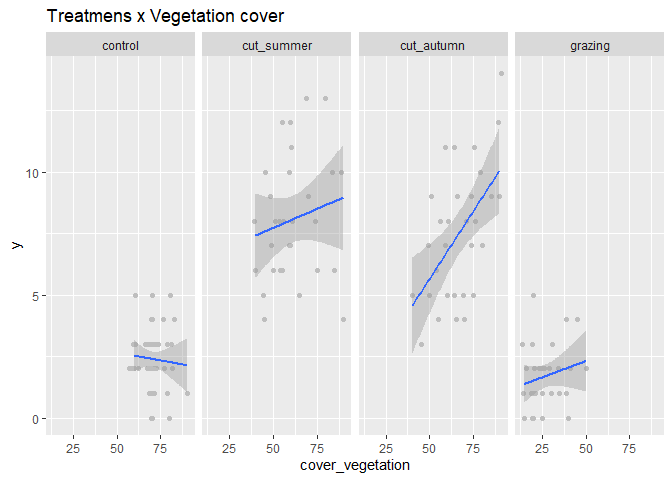 Treatmens x Vegetation cover
control cut_summer cut_autumn grazing
10
5
0
y
25 50 75 25 50 75 25 50 75 25 50 75
cover_vegetation